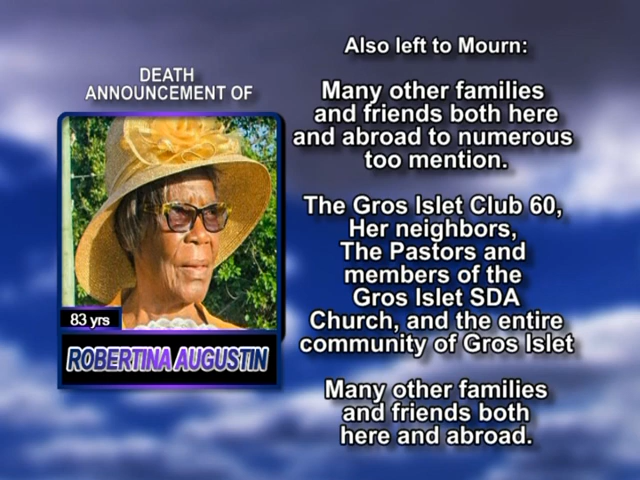 DEATH
ANNOUNCEMENT OF
83 yrs
ROBERTINA AUGUSTIN
Also left to Mourn:
Many other families
and friends both here
and abroad to numerous
too mention.
The Gros Islet Club 60,
Her neighbors,
The Pastors and
members of the
Gros Islet SDA
Church, and the entire
community of Gros Islet
Many other families
and friends both
here and abroad.